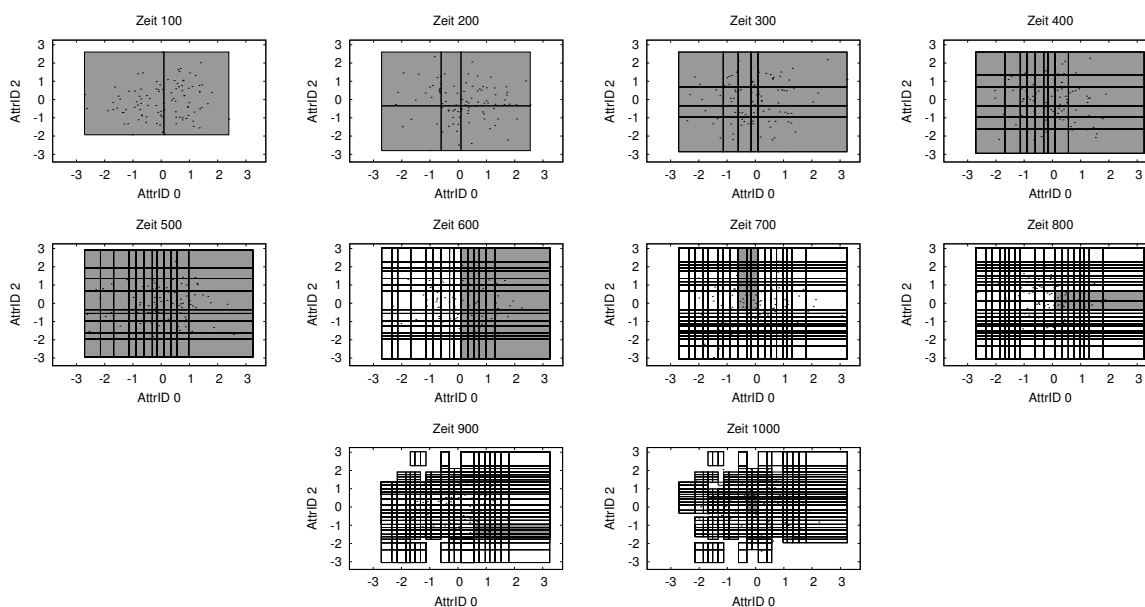 Zeit 100
AttrID 2
3
2
1
0
-1
-2
-3
-3 -2 -1 0 1 2 3
AttrID 0
Zeit 200
AttrID 2
3
2
1
0
-1
-2
-3
-3 -2 -1 0 1 2 3
AttrID 0
Zeit 300
AttrID 2
3
2
1
0
-1
-2
-3
-3 -2 -1 0 1 2 3
AttrID 0
Zeit 400
AttrID 2
3
2
1
0
-1
-2
-3
-3 -2 -1 0 1 2 3
AttrID 0
Zeit 500
AttrID 2
3
2
1
0
-1
-2
-3
-3 -2 -1 0 1 2 3
AttrID 0
Zeit 600
AttrID 2
3
2
1
0
-1
-2
-3
-3 -2 -1 0 1 2 3
AttrID 0
Zeit 700
AttrID 2
3
2
1
0
-1
-2
-3
-3 -2 -1 0 1 2 3
AttrID 0
Zeit 800
AttrID 2
3
2
1
0
-1
-2
-3
-3 -2 -1 0 1 2 3
AttrID 0
Zeit 900
AttrID 2
3
2
1
0
-1
-2
-3
-3 -2 -1 0 1 2 3
AttrID 0
Zeit 1000
AttrID 2
3
2
1
0
-1
-2
-3
-3 -2 -1 0 1 2 3
AttrID 0